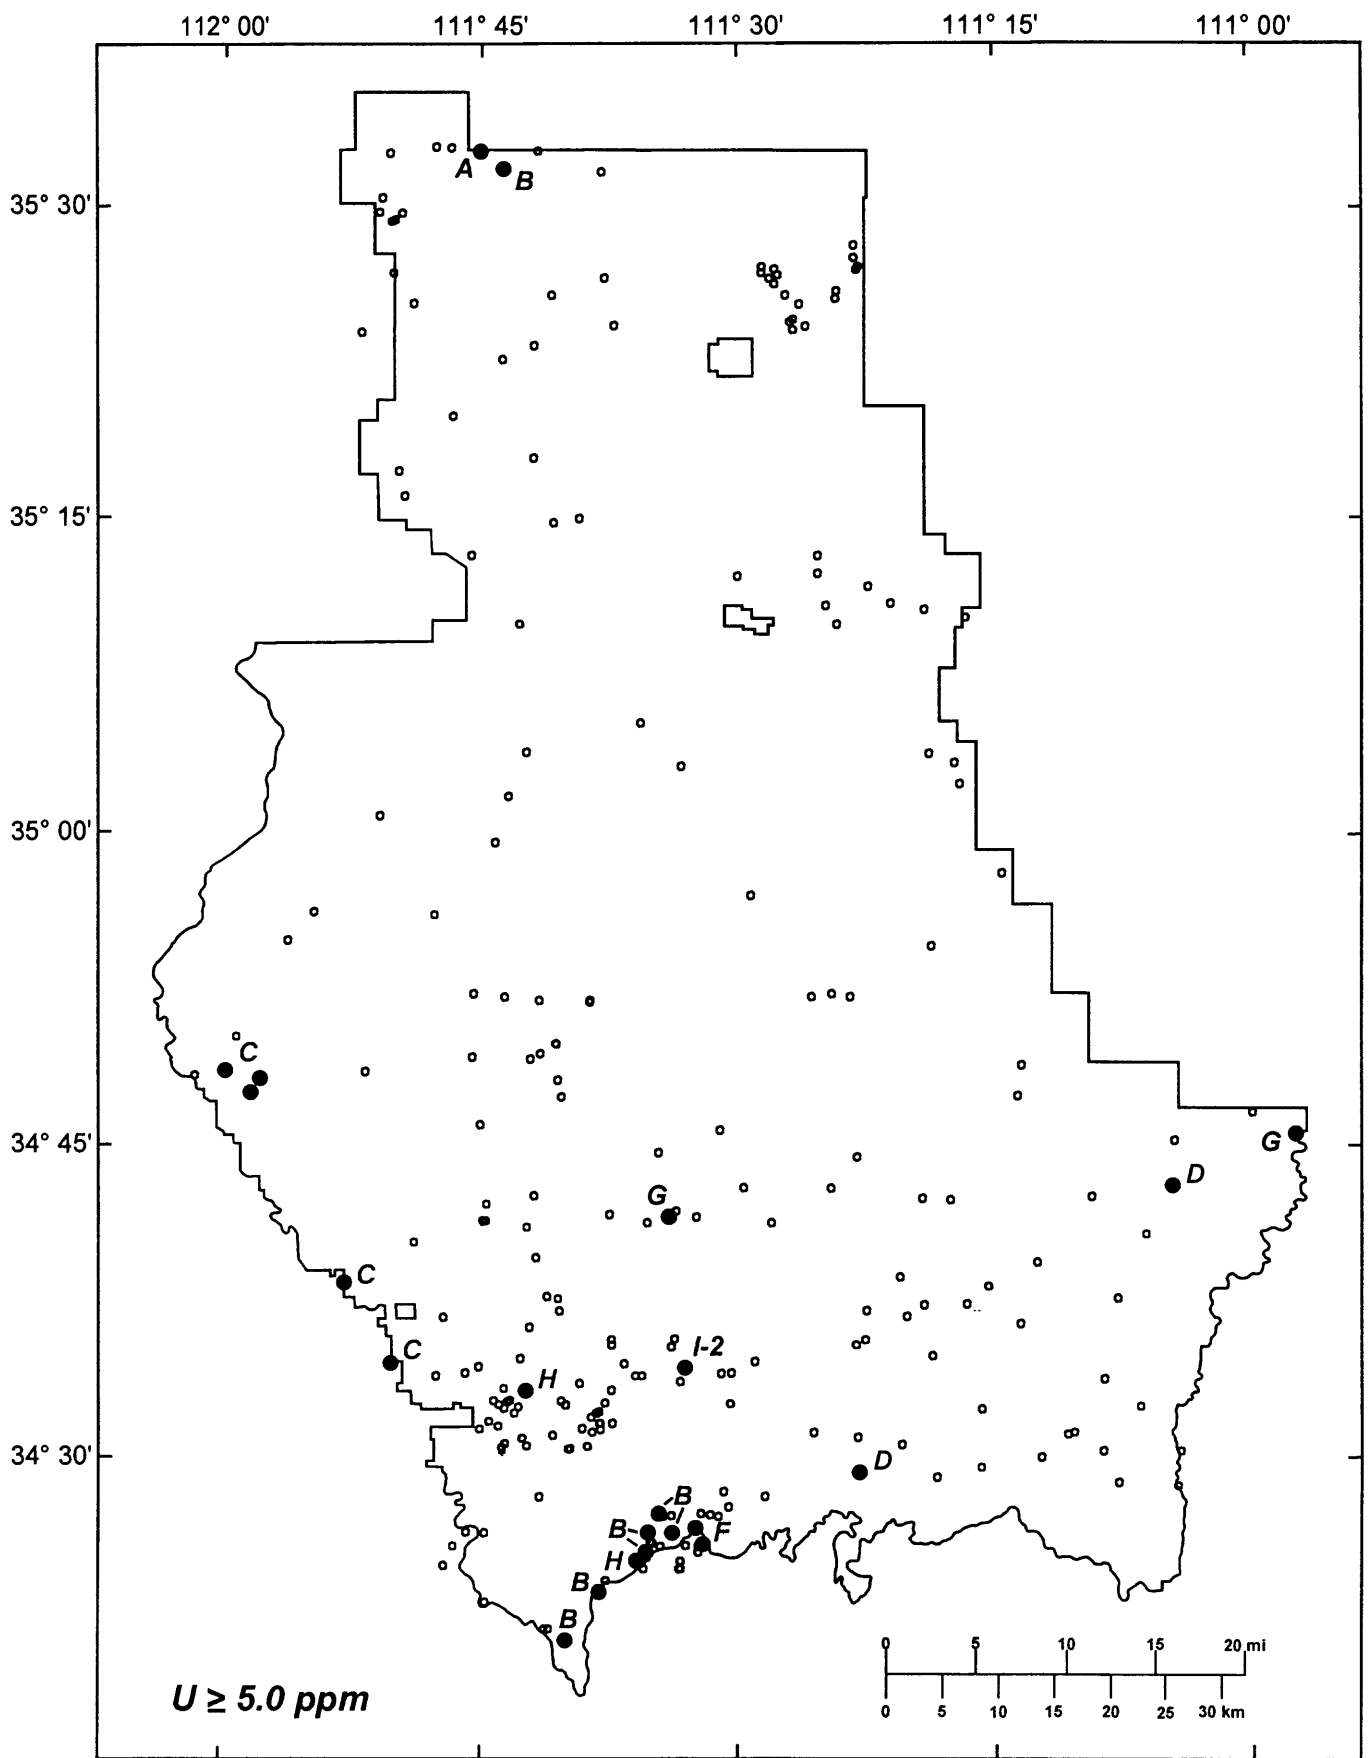 112° 00' 111° 45' 111° 30' 111° 15' 111° 00'
A
B
35° 30'
35° 15'
35° 00'
C
34° 45'
G
D
G
C
C
I-2
H
34° 30'
D
B
B
F
H
B
B
0 5 10 15 20 mi
U ≥ 5.0 ppm
0 5 10 15 20 25 30 km